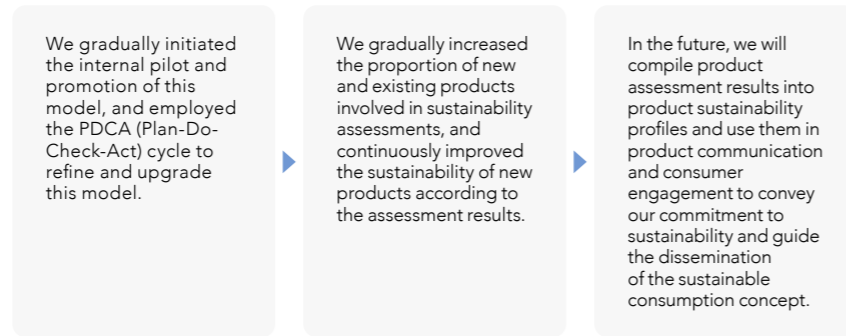 We gradually initiated
the internal pilot and
promotion of this
model, and employed
the PDCA (Plan-Do-
Check-Act) cycle to
refine and upgrade
this model.
We gradually increased
the proportion of new
and existing products
involved in sustainability
assessments, and
continuously improved
the sustainability of new
products according to
the assessment results.
In the future, we will
compile product
assessment results into
product sustainability
profiles and use them in
product communication
and consumer
engagement to convey
our commitment to
sustainability and guide
the dissemination
of the sustainable
consumption concept.